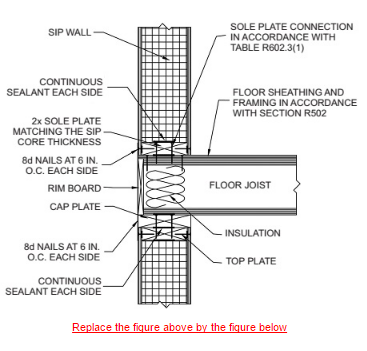 SIP WALL
SOLE PLATE CONNECTION
IN ACCORDANCE WITH
TABLE R602.3(1)
CONTINUOUS
SEALANT EACH SIDE
FLOOR SHEATHING AND
FRAMING IN ACCORDANCE
WITH SECTION R502
2x SOLE PLATE
MATCHING THE SIP
CORE THICKNESS
8d NAILS AT 6 IN.
O.C. EACH SIDE
RIM BOARD
FLOOR JOIST
CAP PLATE
INSULATION
8d NAILS AT 6 IN.
O.C. EACH SIDE
TOP PLATE
CONTINUOUS
SEALANT EACH SIDE
Replace the figure above by the figure below